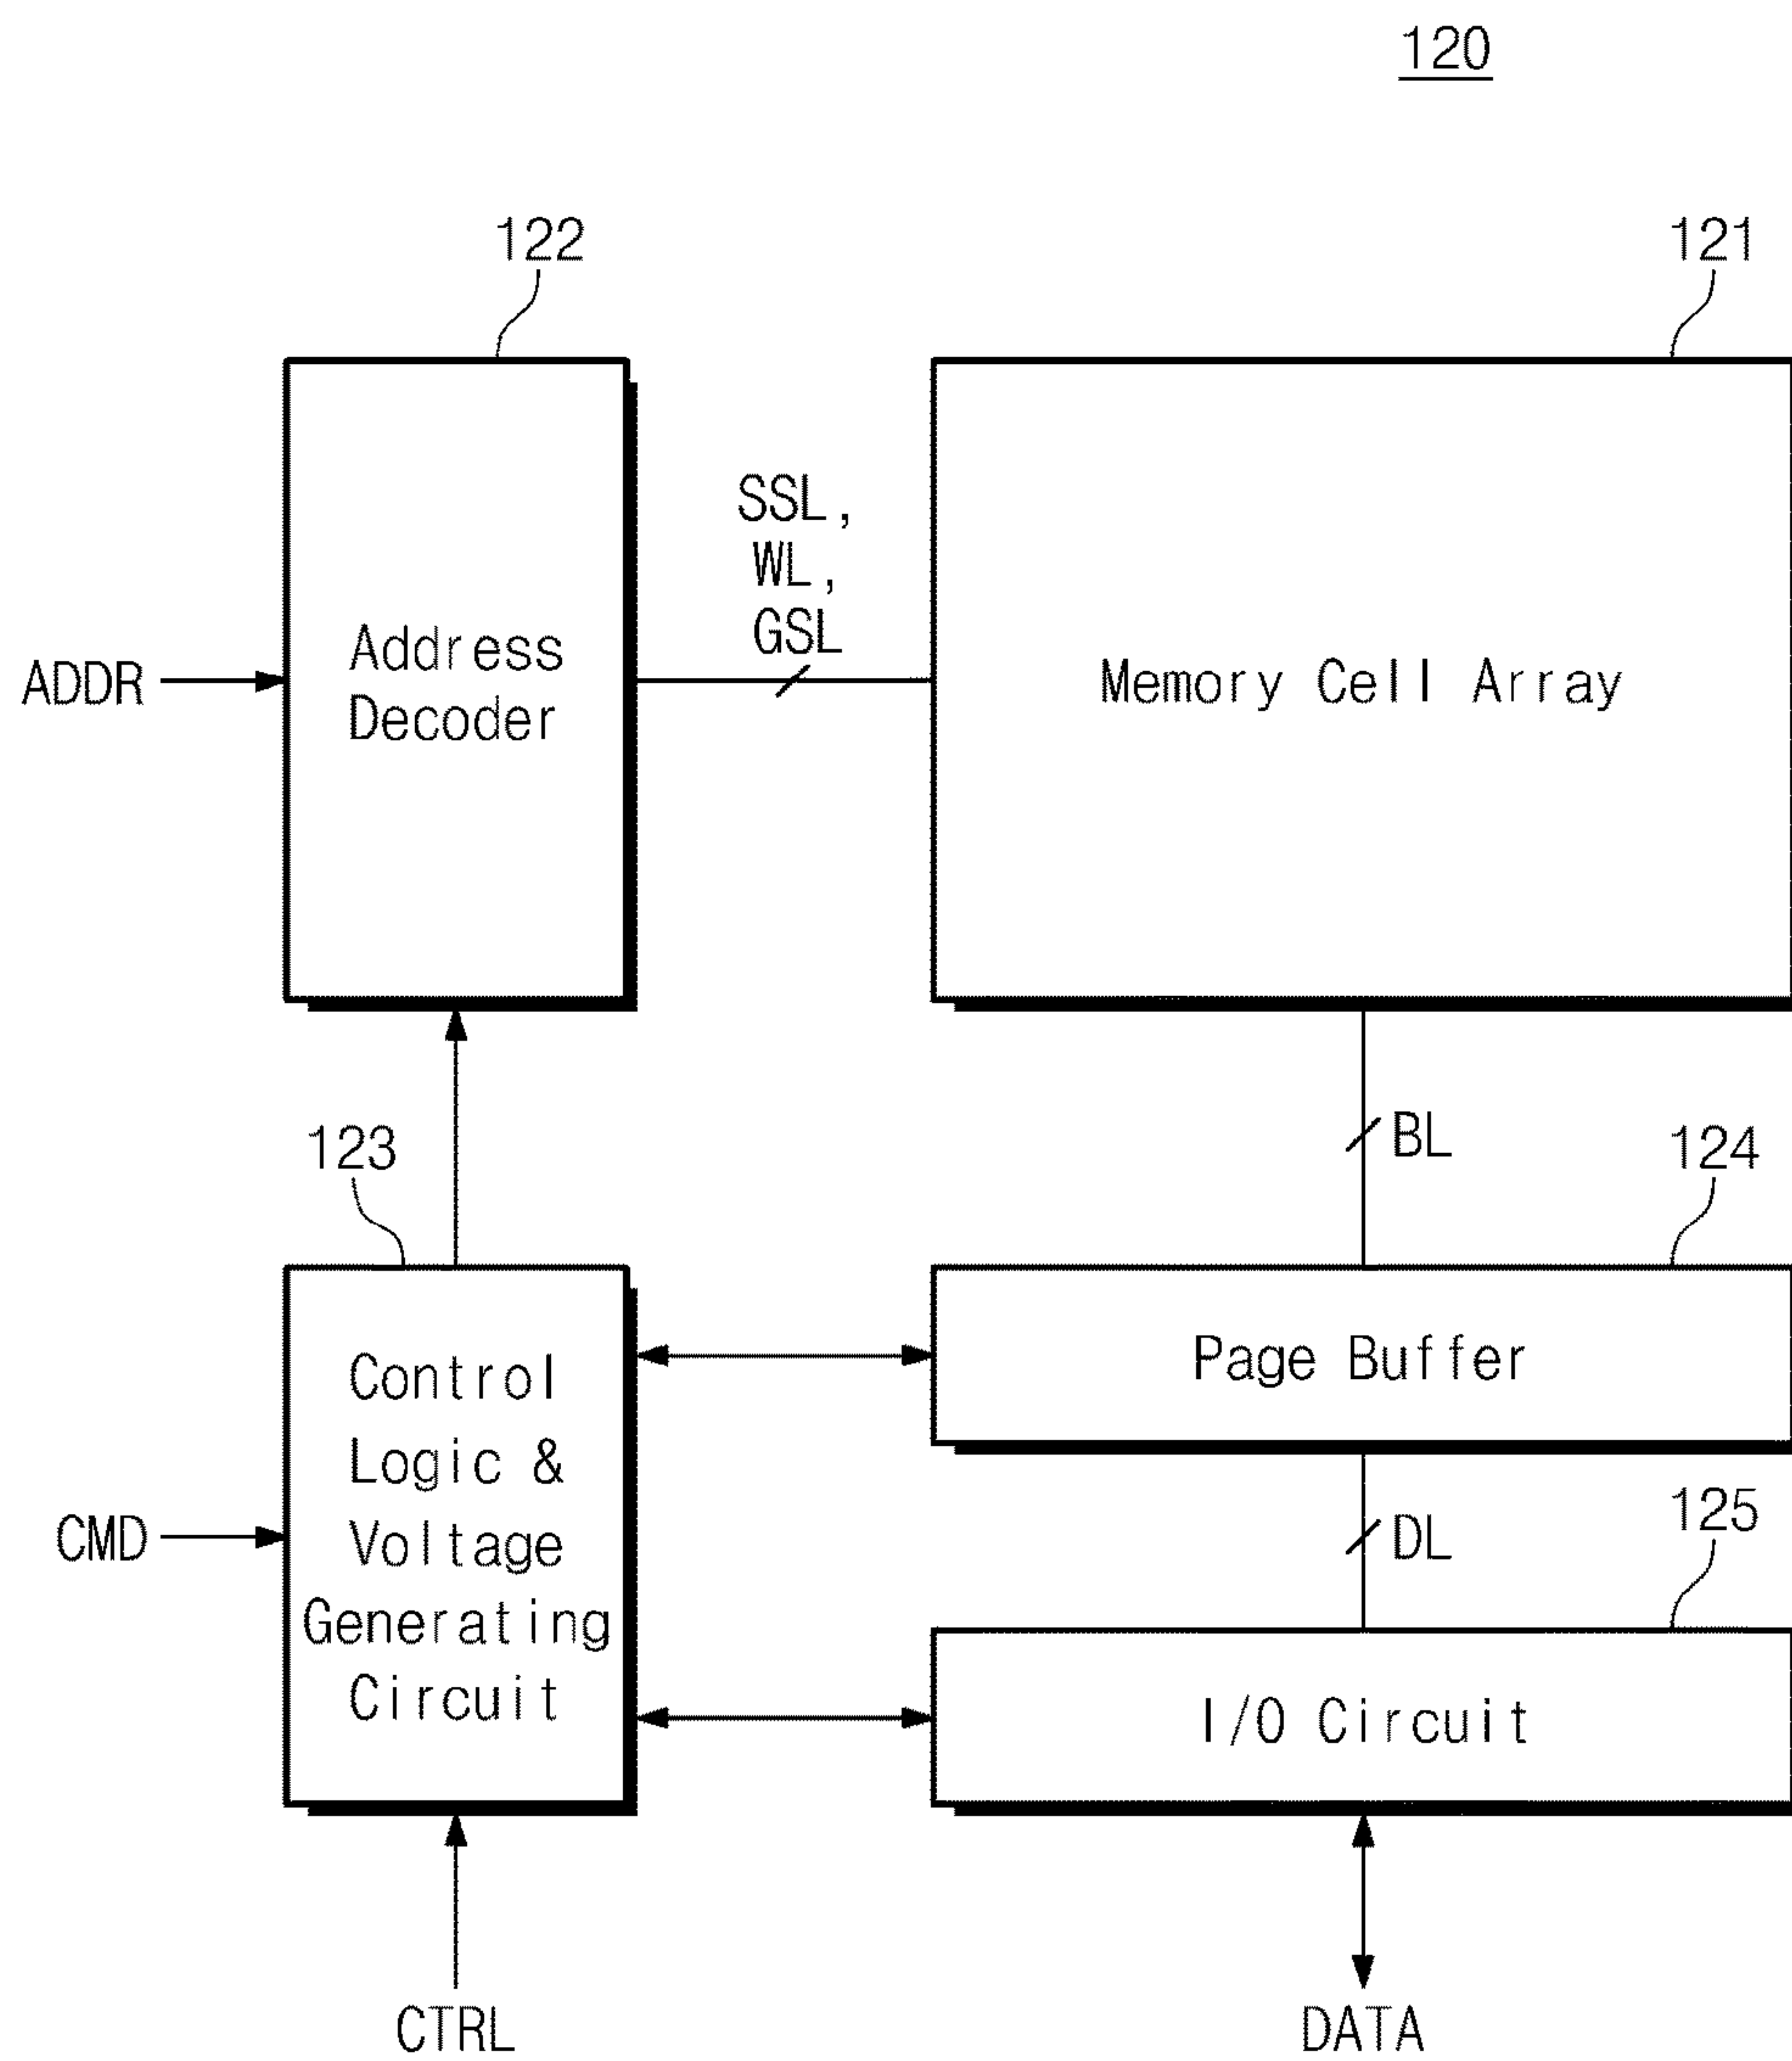 120
122
121
SSL,
WL,
GSL
ADDR
Address
Decoder
Memory Cell Array
123
BL
124
Control
Logic &
Voltage
Generating
Circuit
Page Buffer
CMD
DL
125
I/O Circuit
CTRL
DATA